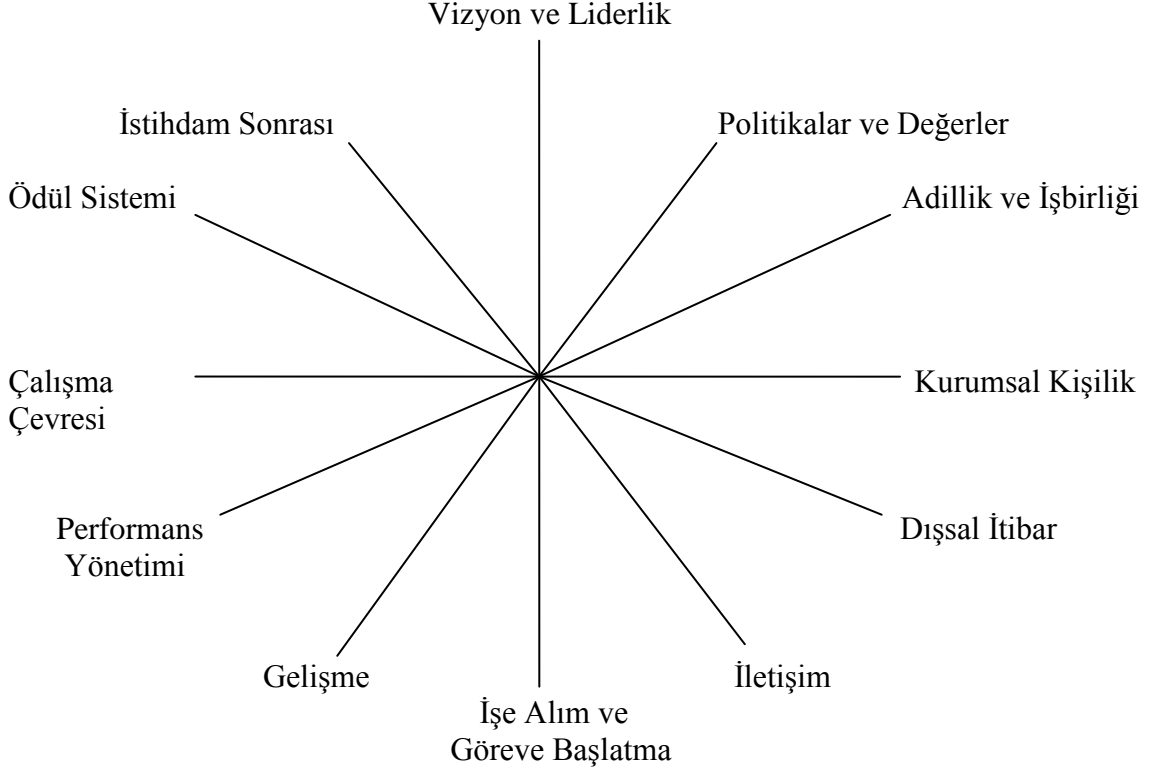 Vizyon ve Liderlik
İstihdam Sonrası
Politikalar ve Değerler
Ödül Sistemi
Adillik ve İşbirliği
Çalışma
Çevresi
Kurumsal Kişilik
Performans
Yönetimi
Dışsal İtibar
Gelişme
İletişim
İşe Alım ve
Göreve Başlatma